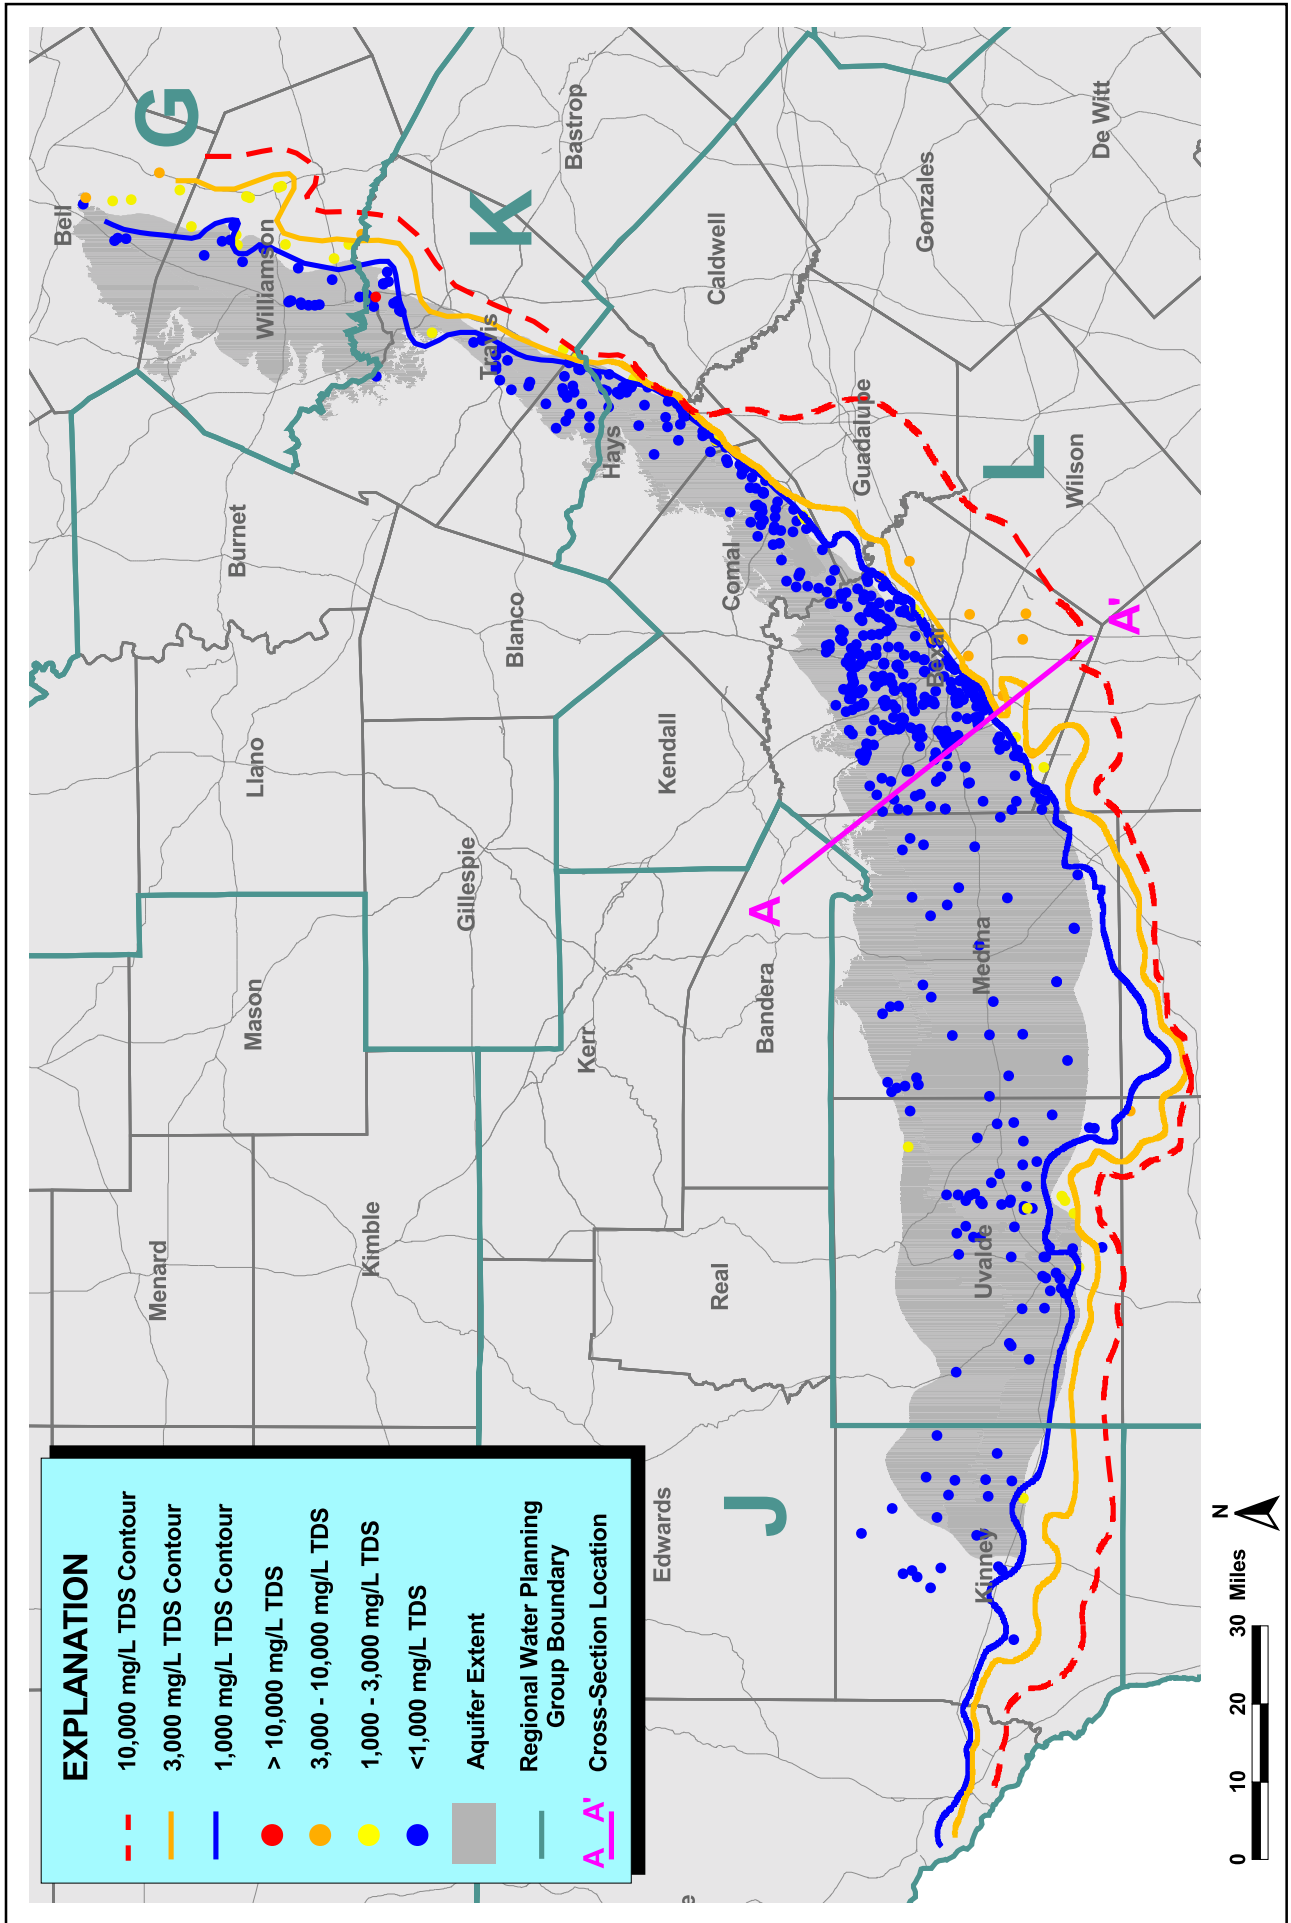 EXPLANATION
10,000 mg/L TDS Contour
3,000 mg/L TDS Contour
1,000 mg/L TDS Contour
> 10,000 mg/L TDS
3,000 - 10,000 mg/L TDS
1,000 - 3,000 mg/L TDS
<1,000 mg/L TDS
Aquifer Extent
Regional Water Planning
Group Boundary
A A' Cross-Section Location
Menard
Mason
Llano
Burnet
Williamson
Bell
G
Kimble
Gillespie
Blanco
Travis
K
Bastrop
Edwards
Kerr
Kendall
Hays
Caldwell
J
Real
Bandera
A
Comal
Guadalupe
Gonzales
De Witt
Kinney
Uvalde
Medina
Bexar
L
Wilson
A'
e
0 10 20 30 Miles
N